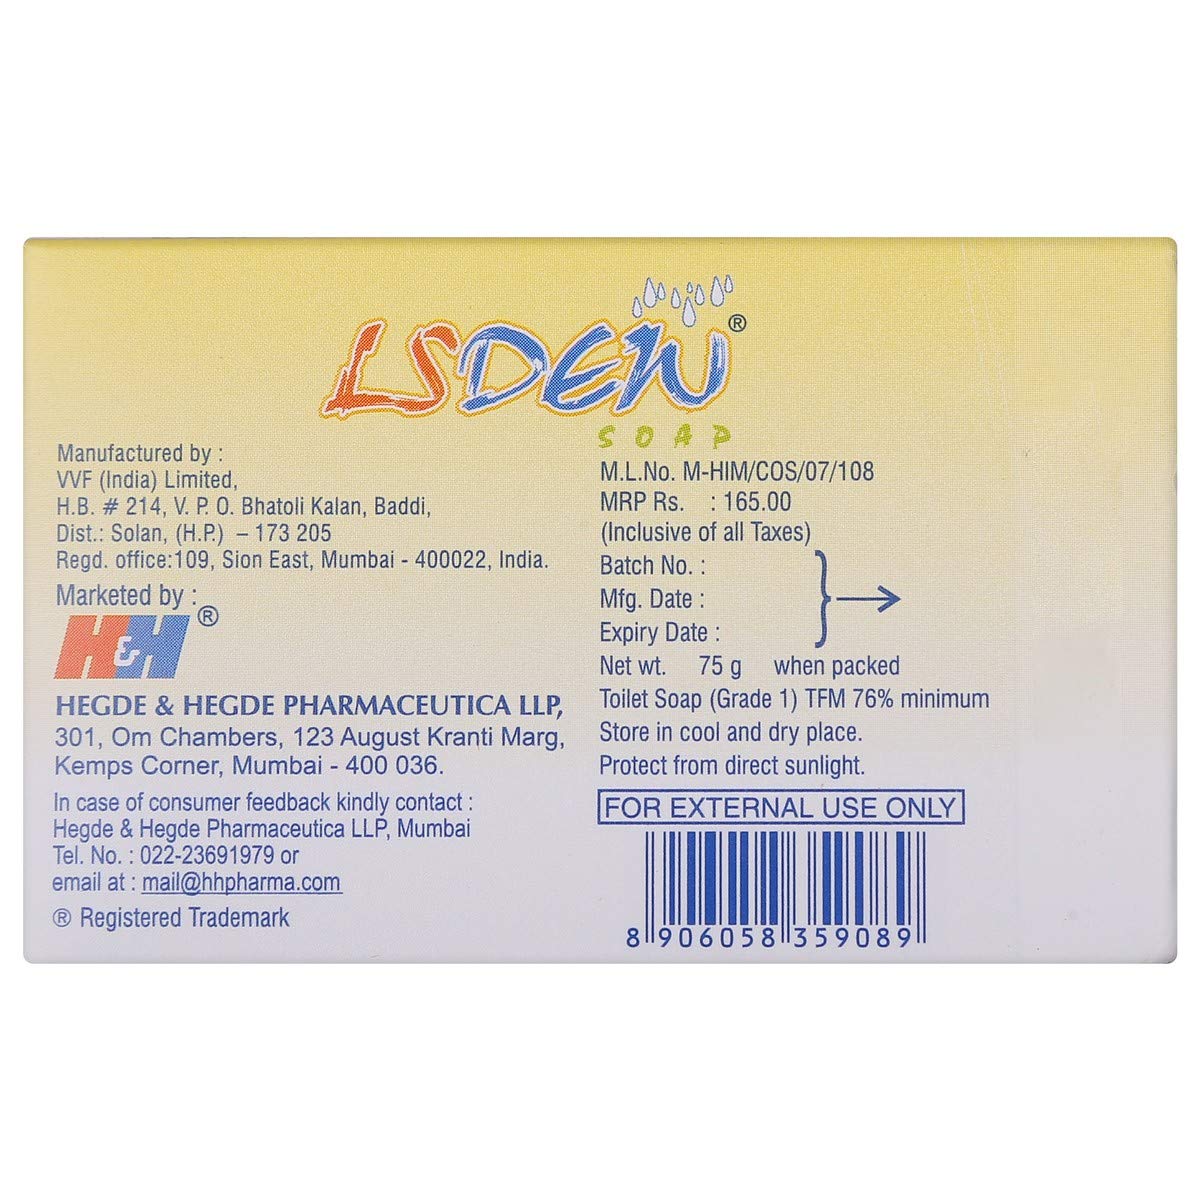 LSDEW®
SOAP
Manufactured by :
VVF (India) Limited,
H.B. # 214, V. P. O. Bhatoli Kalan, Baddi,
Dist.: Solan, (H.P.) – 173 205
Regd. office:109, Sion East, Mumbai - 400022, India.
Marketed by :
H&H®
HEGDE & HEGDE PHARMACEUTICA LLP,
301, Om Chambers, 123 August Kranti Marg,
Kemps Corner, Mumbai - 400 036.
In case of consumer feedback kindly contact :
Hegde & Hegde Pharmaceutica LLP, Mumbai
Tel. No. : 022-23691979 or
email at : mail@hhpharma.com
® Registered Trademark
M.L.No. M-HIM/COS/07/108
MRP Rs. : 165.00
(Inclusive of all Taxes)
Batch No. :
Mfg. Date :
Expiry Date :
Net wt. 75 g when packed
Toilet Soap (Grade 1) TFM 76% minimum
Store in cool and dry place.
Protect from direct sunlight.
FOR EXTERNAL USE ONLY
8 906058 359089